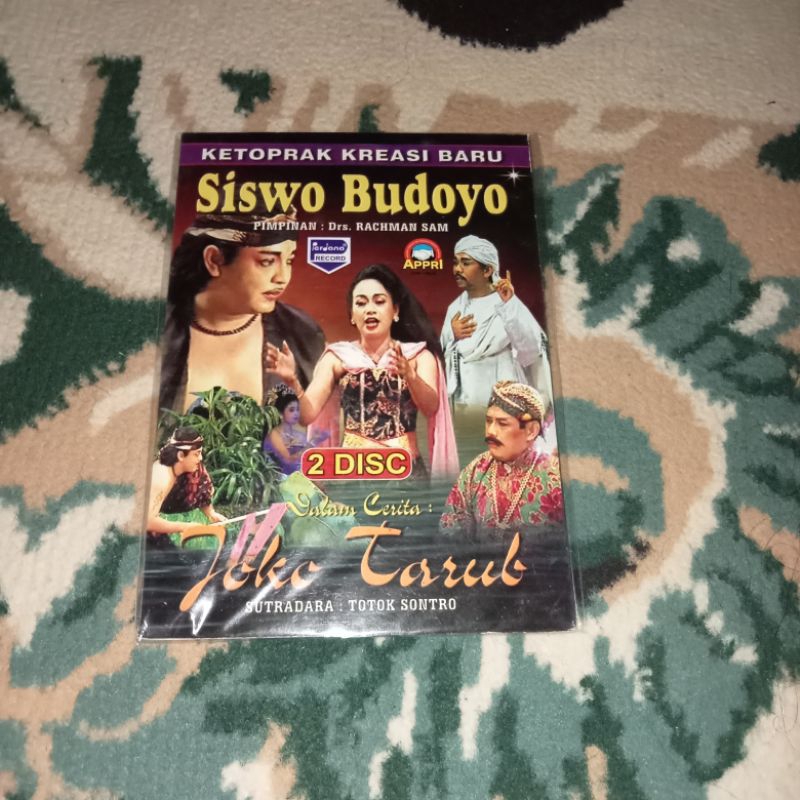 KETOPRAK KREASI BARU
Siswo Budoyo
PIMPINAN : Drs. RACHMAN SAM
Perdana
RECORD
APPRI
2 DISC
Dalam Cerita :
Joko Tarub
SUTRADARA : TOTOK SONTRO